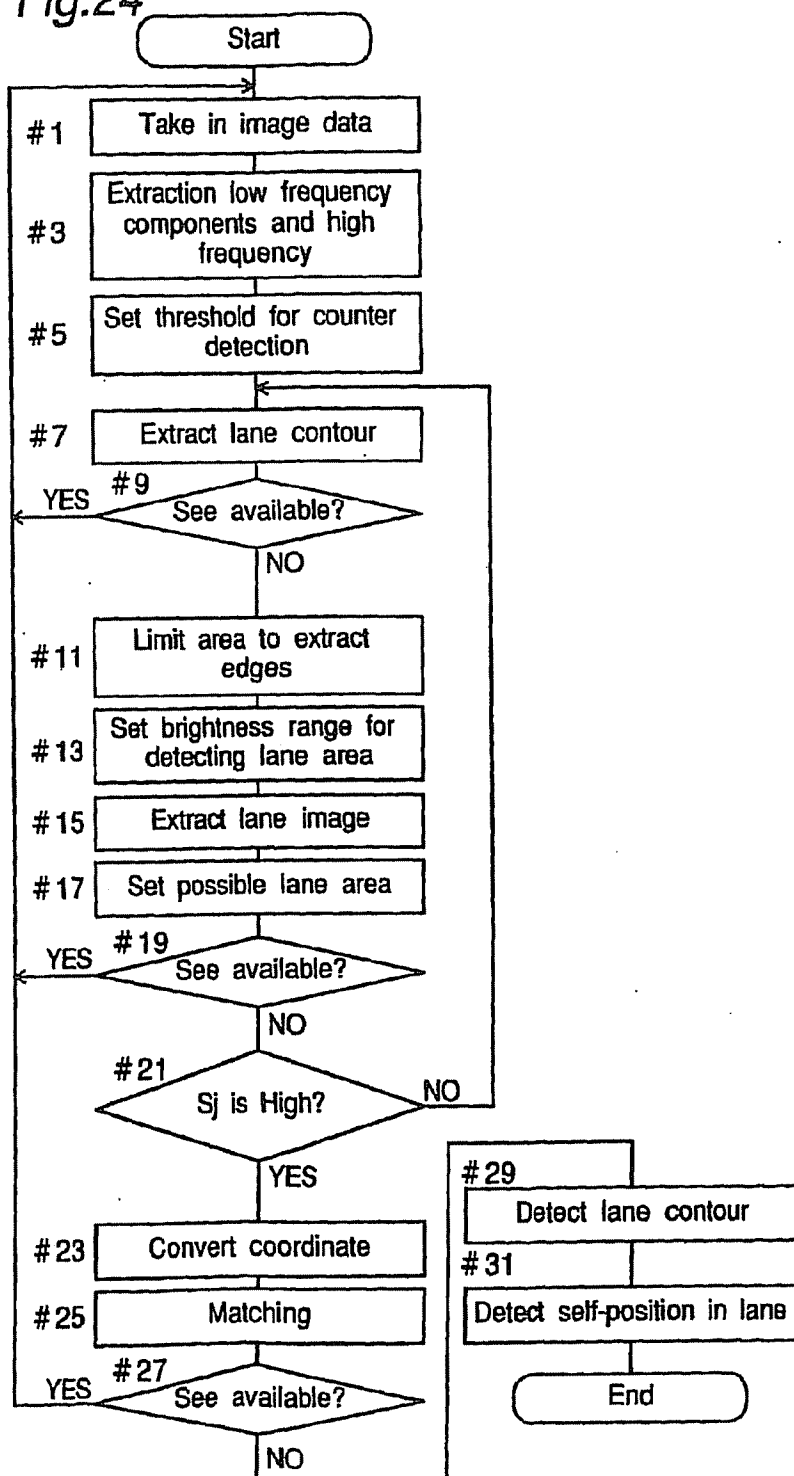 Fig.24
Start
#1
Take in image data
#3
Extraction low frequency
components and high
frequency
#5
Set threshold for counter
detection
#7
Extract lane contour
#9
YES
See available?
NO
#11
Limit area to extract
edges
#13
Set brightness range for
detecting lane area
#15
Extract lane image
#17
Set possible lane area
#19
YES
See available?
NO
#21
Sj is High?
NO
YES
#23
Convert coordinate
#25
Matching
#27
YES
See available?
NO
#29
Detect lane contour
#31
Detect self-position in lane
End